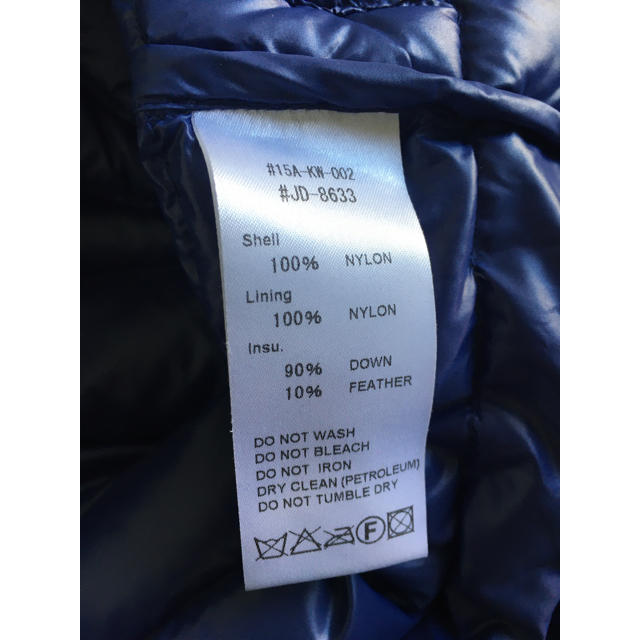 #15A-KW-002
#JD-8633
Shell
100% NYLON
Lining
100% NYLON
Insu.
90% DOWN
10% FEATHER
DO NOT WASH
DO NOT BLEACH
DO NOT IRON
DRY CLEAN (PETROLEUM)
DO NOT TUMBLE DRY
F